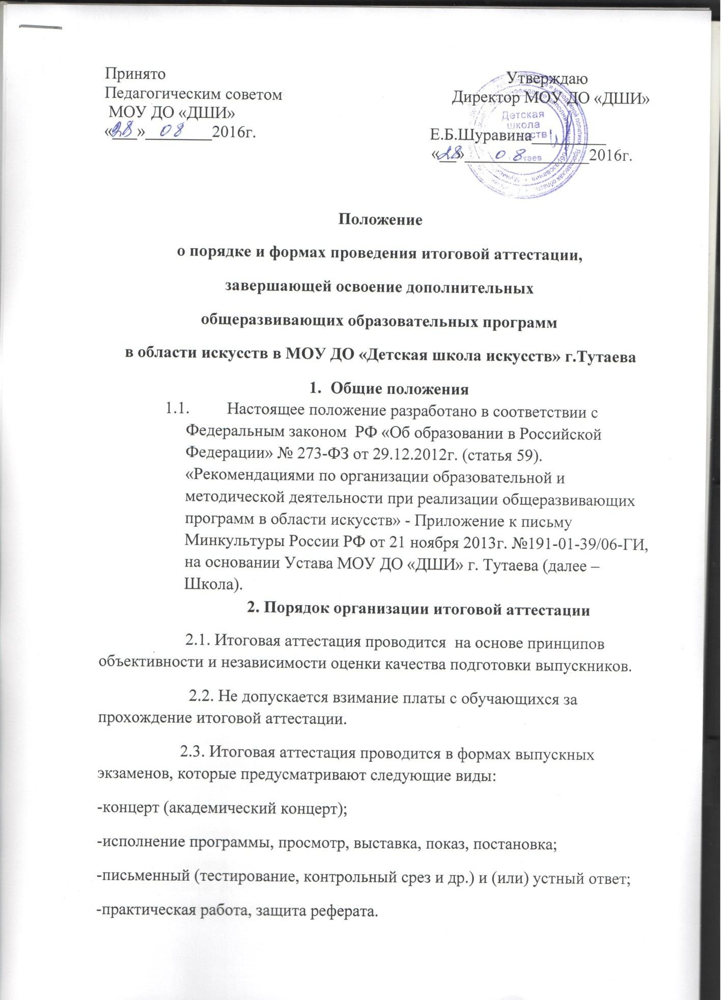 Принято
Педагогическим советом
МОУ ДО «ДШИ»
«28» 08 2016г.
Утверждаю
Директор МОУ ДО «ДШИ»
Е.Б.Шуравина
«28» 08 2016г.
Детская
школа
Положение
о порядке и формах проведения итоговой аттестации,
завершающей освоение дополнительных
общеразвивающих образовательных программ
в области искусств в МОУ ДО «Детская школа искусств» г.Тутаева
1. Общие положения
1.1. Настоящее положение разработано в соответствии с
Федеральным законом РФ «Об образовании в Российской
Федерации» № 273-ФЗ от 29.12.2012г. (статья 59).
«Рекомендациями по организации образовательной и
методической деятельности при реализации общеразвивающих
программ в области искусств» - Приложение к письму
Минкультуры России РФ от 21 ноября 2013г. №191-01-39/06-ГИ,
на основании Устава МОУ ДО «ДШИ» г. Тутаева (далее –
Школа).
2. Порядок организации итоговой аттестации
2.1. Итоговая аттестация проводится на основе принципов
объективности и независимости оценки качества подготовки выпускников.
2.2. Не допускается взимание платы с обучающихся за
прохождение итоговой аттестации.
2.3. Итоговая аттестация проводится в формах выпускных
экзаменов, которые предусматривают следующие виды:
-концерт (академический концерт);
-исполнение программы, просмотр, выставка, показ, постановка;
-письменный (тестирование, контрольный срез и др.) и (или) устный ответ;
-практическая работа, защита реферата.